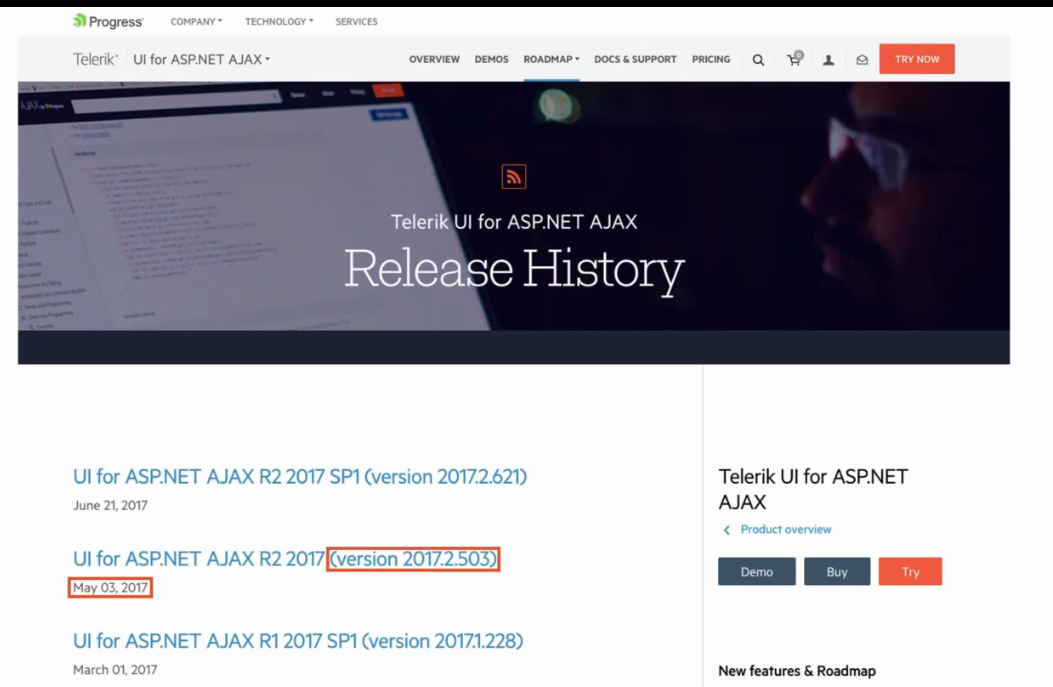 Progress
COMPANY TECHNOLOGY SERVICES
Telerik UI for ASP.NET AJAX
OVERVIEW DEMOS ROADMAP DOCS & SUPPORT PRICING TRY NOW
Telerik UI for ASP.NET AJAX
Release History
UI for ASP.NET AJAX R2 2017 SP1 (version 2017.2.621)
June 21, 2017
UI for ASP.NET AJAX R2 2017 (version 2017.2.503)
May 03, 2017
UI for ASP.NET AJAX R1 2017 SP1 (version 2017.1.228)
March 01, 2017
Telerik UI for ASP.NET
AJAX
Product overview
Demo Buy Try
New features & Roadmap